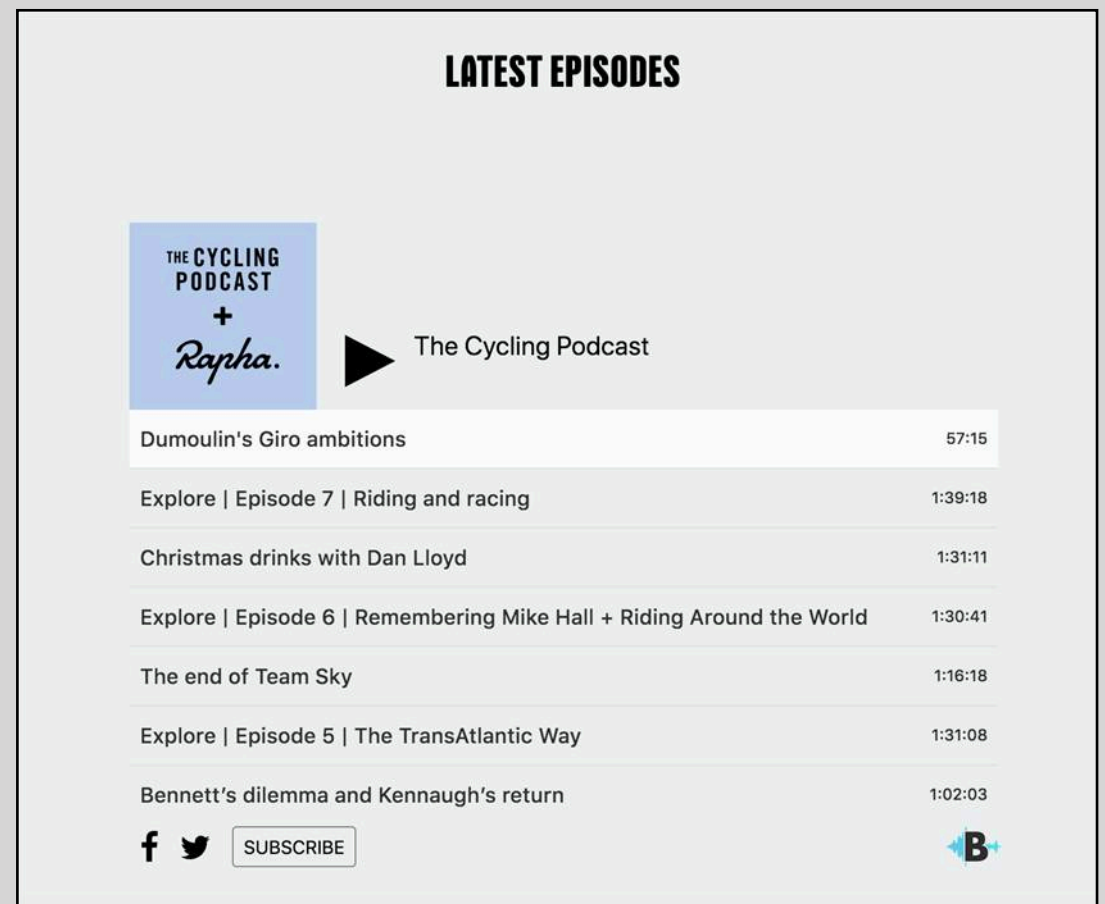 LATEST EPISODES
THE CYCLING
PODCAST
+
Rapha.
The Cycling Podcast
Dumoulin's Giro ambitions 57:15
Explore | Episode 7 | Riding and racing 1:39:18
Christmas drinks with Dan Lloyd 1:31:11
Explore | Episode 6 | Remembering Mike Hall + Riding Around the World 1:30:41
The end of Team Sky 1:16:18
Explore | Episode 5 | The TransAtlantic Way 1:31:08
Bennett’s dilemma and Kennaugh’s return 1:02:03
SUBSCRIBE
B